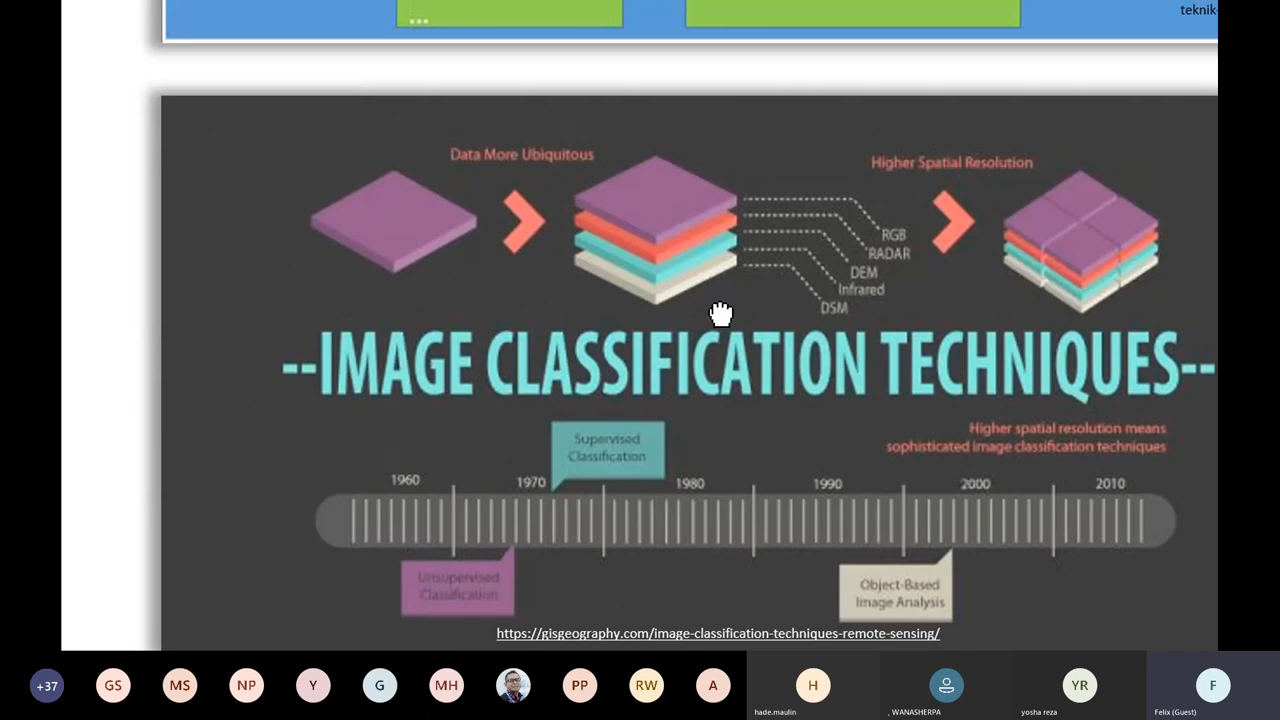 ...
teknik-
Data More Ubiquitous
Higher Spatial Resolution
RGB
RADAR
DEM
Infrared
DSM
--IMAGE CLASSIFICATION TECHNIQUES--
Supervised
Classification
Higher spatial resolution means
sophisticated image classification techniques
1960 1970 1980 1990 2000 2010
Unsupervised
Classification
Object-Based
Image Analysis
https://gisgeography.com/image-classification-techniques-remote-sensing/
+37 GS MS NP Y G MH PP RW A H YR F
hade.maulin , WANASHERPA yosha reza Felix (Guest)